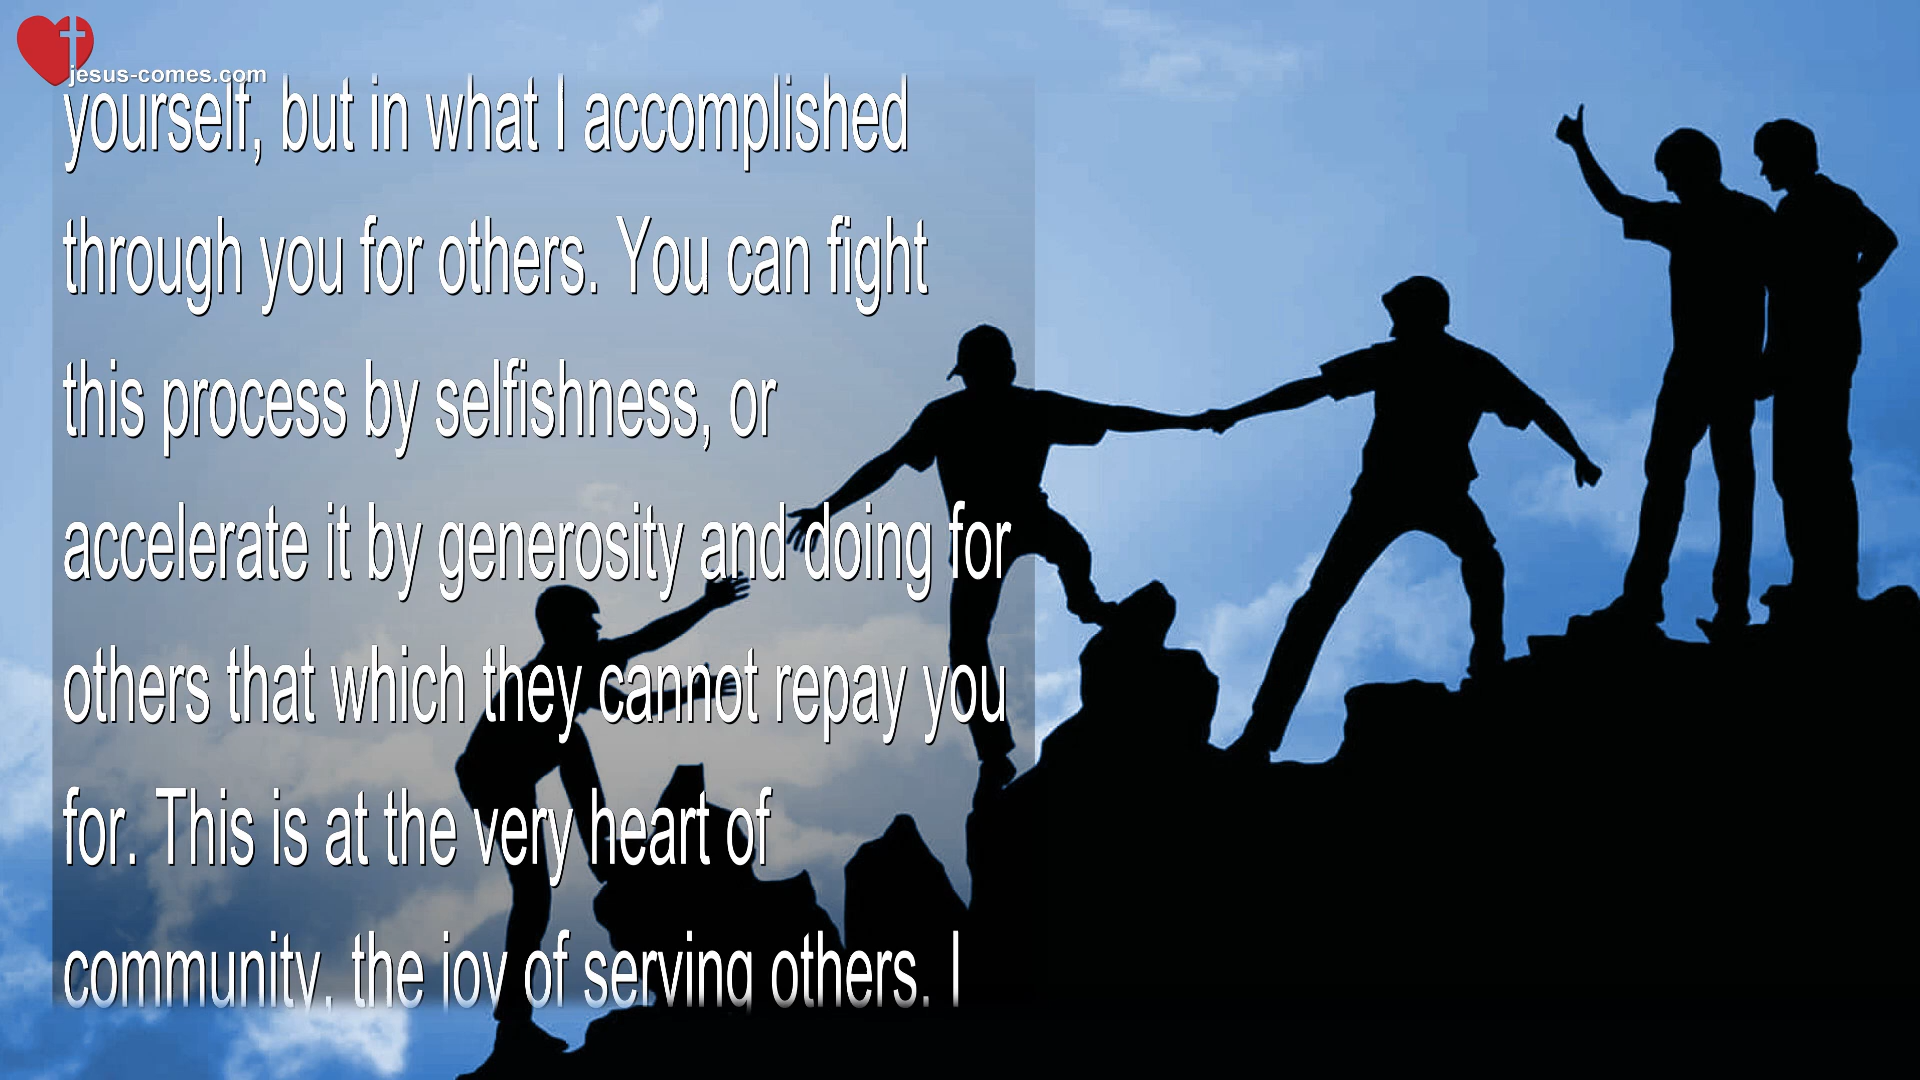 jesus-comes.com
yourself, but in what I accomplished
through you for others. You can fight
this process by selfishness, or
accelerate it by generosity and doing for
others that which they cannot repay you
for. This is at the very heart of
community, the joy of serving others. I